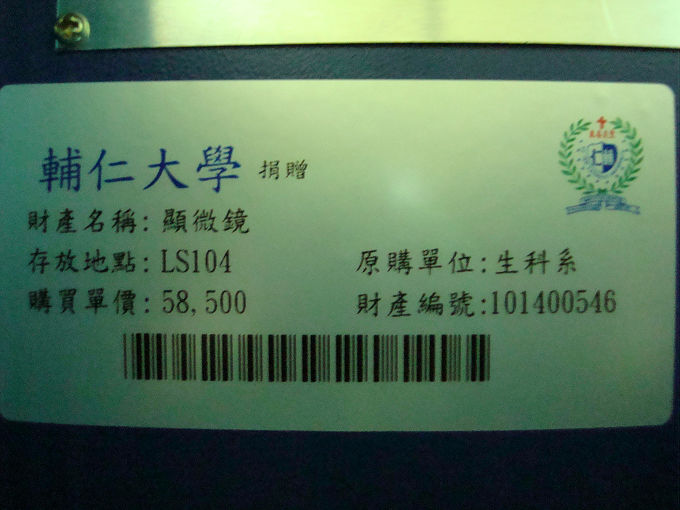 輔仁大學 捐贈
財產名稱: 顯微鏡
存放地點: LS104 原購單位: 生科系
購買單價: 58,500 財產編號:101400546